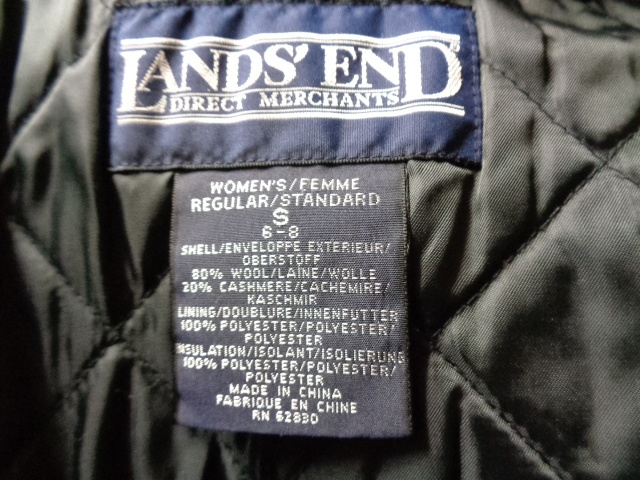 LANDS' END
DIRECT MERCHANTS
WOMEN'S/FEMME
REGULAR/STANDARD
S
6-8
SHELL/ENVELOPPE EXTERIEUR/
OBERSTOFF
80% WOOL/LAINE/WOLLE
20% CASHMERE/CACHEMIRE/
KASCHMIR
LINING/DOUBLURE/INNENFUTTER
100% POLYESTER/POLYESTER/
POLYESTER
INSULATION/ISOLANT/ISOLIERUNG
100% POLYESTER/POLYESTER/
POLYESTER
MADE IN CHINA
FABRIQUE EN CHINE
RN 62830